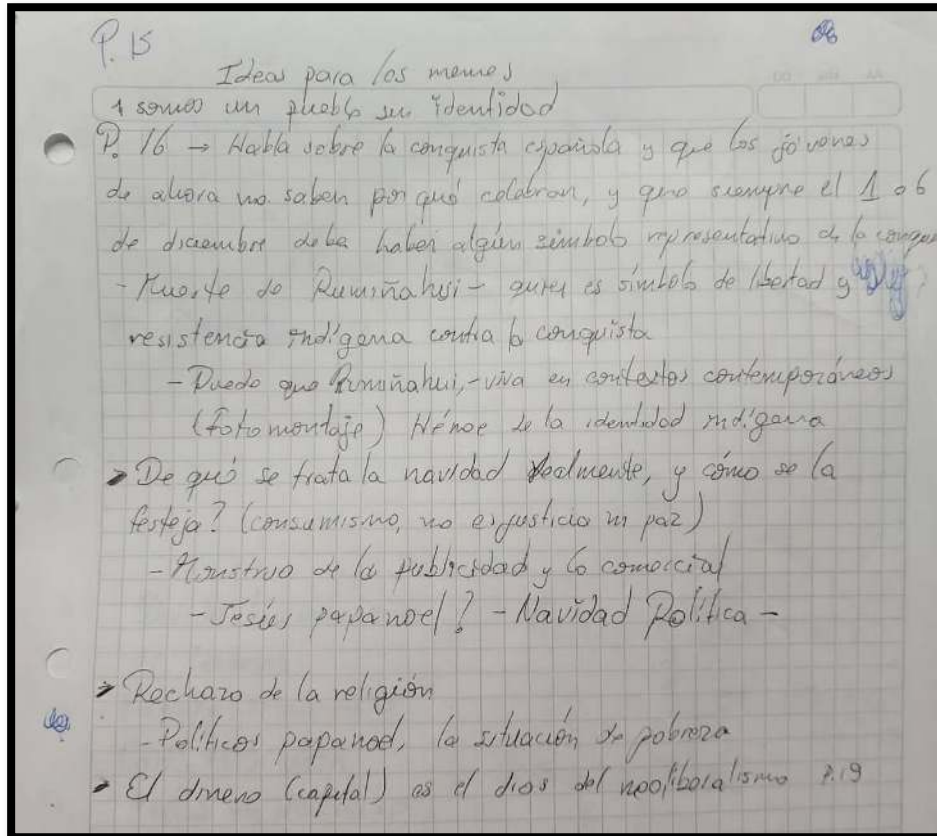 P. 15
Ideas para los memes
1 somos un pueblo sin identidad
P. 16 → Habla sobre la conquista española y que los jóvenes
de ahora no saben por qué celebran, y que siempre el 1 o 6
de diciembre debe haber algún símbolo representativo de la conquis
- Muerte de Rumiñahui - quien es símbolo de libertad y
resistencia indígena contra la conquista
- Puedo que Rumiñahui, - viva en contextos contemporáneos
(fotomontaje) Héroe de la identidad indígena
➤ De qué se trata la navidad realmente, y cómo se la
festeja? (consumismo, no es justicia ni paz)
- Monstruo de la publicidad y lo comercial
- Jesús papanoel? - Navidad Política -
➤ Rechazo de la religión
- Políticos papanoel, la situación de pobreza
➤ El dinero (capital) es el dios del neoliberalismo P.19